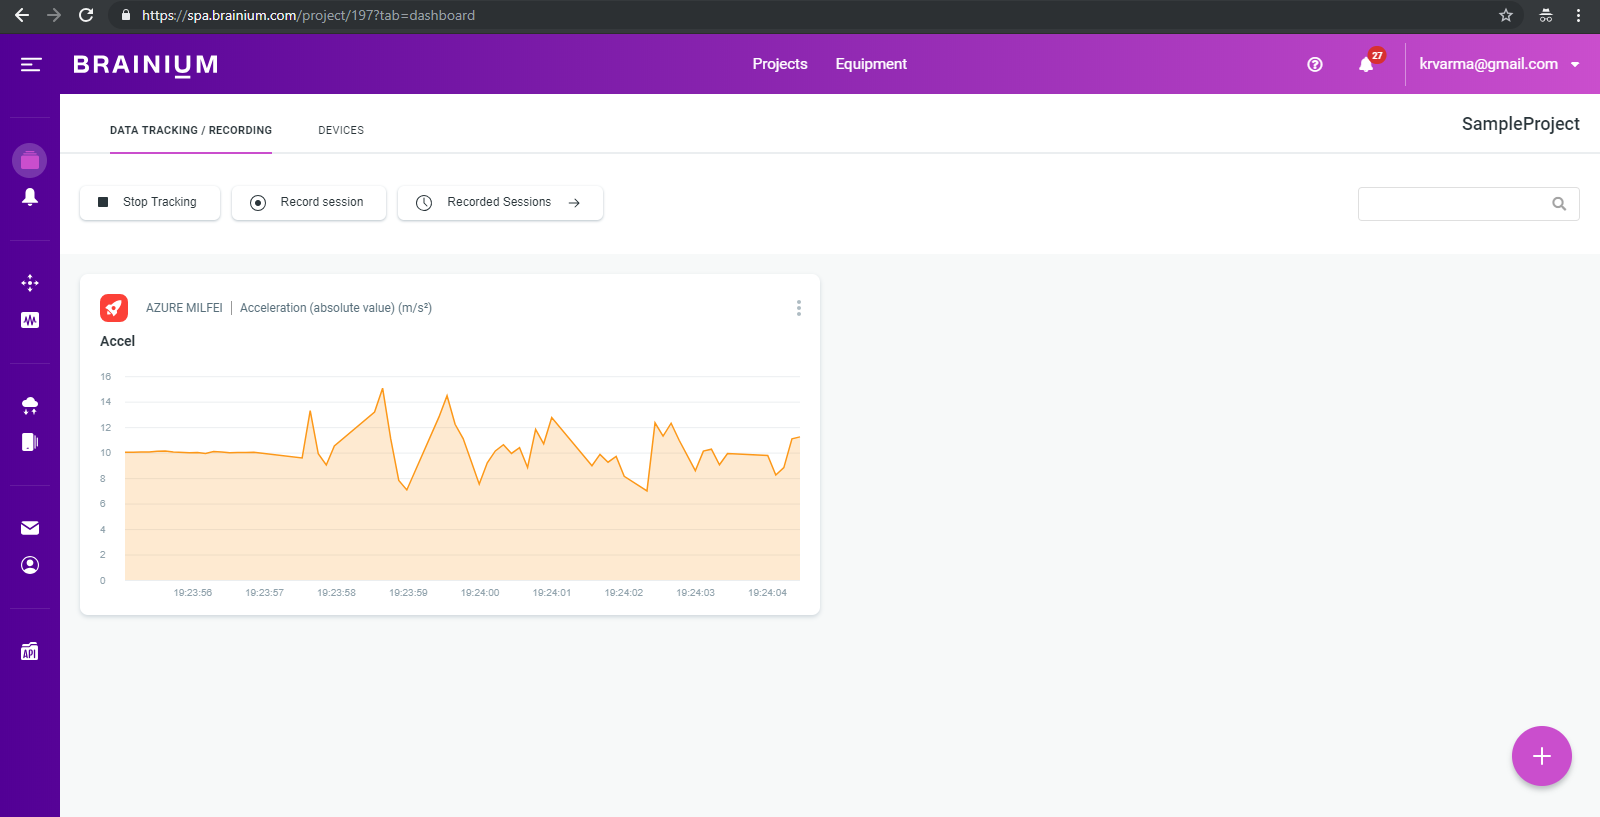 https://spa.brainium.com/project/197?tab=dashboard
BRAINIUM
Projects
Equipment
27
krvarma@gmail.com
DATA TRACKING / RECORDING
DEVICES
SampleProject
Stop Tracking
Record session
Recorded Sessions
AZURE MILFEI
Acceleration (absolute value) (m/s²)
Accel
16
14
12
10
8
6
4
2
0
19:23:56
19:23:57
19:23:58
19:23:59
19:24:00
19:24:01
19:24:02
19:24:03
19:24:04
API